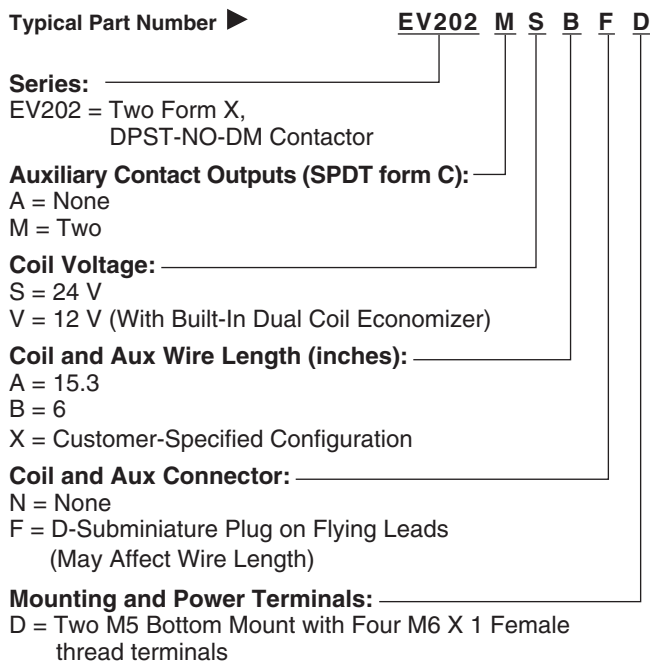 Typical Part Number ▶ EV202 M S B F D
Series:
EV202 = Two Form X,
DPST-NO-DM Contactor
Auxiliary Contact Outputs (SPDT form C):
A = None
M = Two
Coil Voltage:
S = 24 V
V = 12 V (With Built-In Dual Coil Economizer)
Coil and Aux Wire Length (inches):
A = 15.3
B = 6
X = Customer-Specified Configuration
Coil and Aux Connector:
N = None
F = D-Subminiature Plug on Flying Leads
(May Affect Wire Length)
Mounting and Power Terminals:
D = Two M5 Bottom Mount with Four M6 X 1 Female
thread terminals